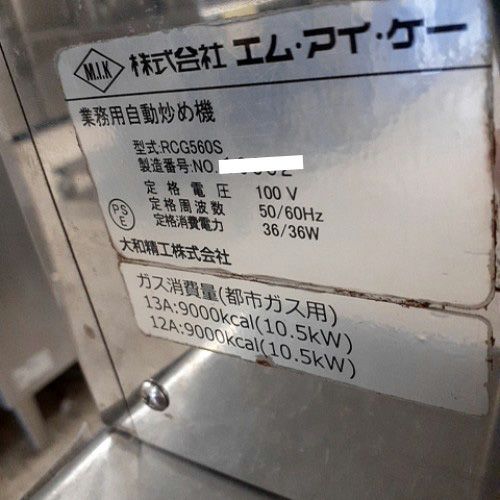 M.I.K 株式会社 エム・アイ・ケー
業務用自動炒め機
型式:RCG560S
製造番号:NO.
定格電圧 100V
定格周波数 50/60Hz
定格消費電力 36/36W
PSE
大和精工株式会社
ガス消費量(都市ガス用)
13A:9000kcal(10.5kW)
12A:9000kcal(10.5kW)